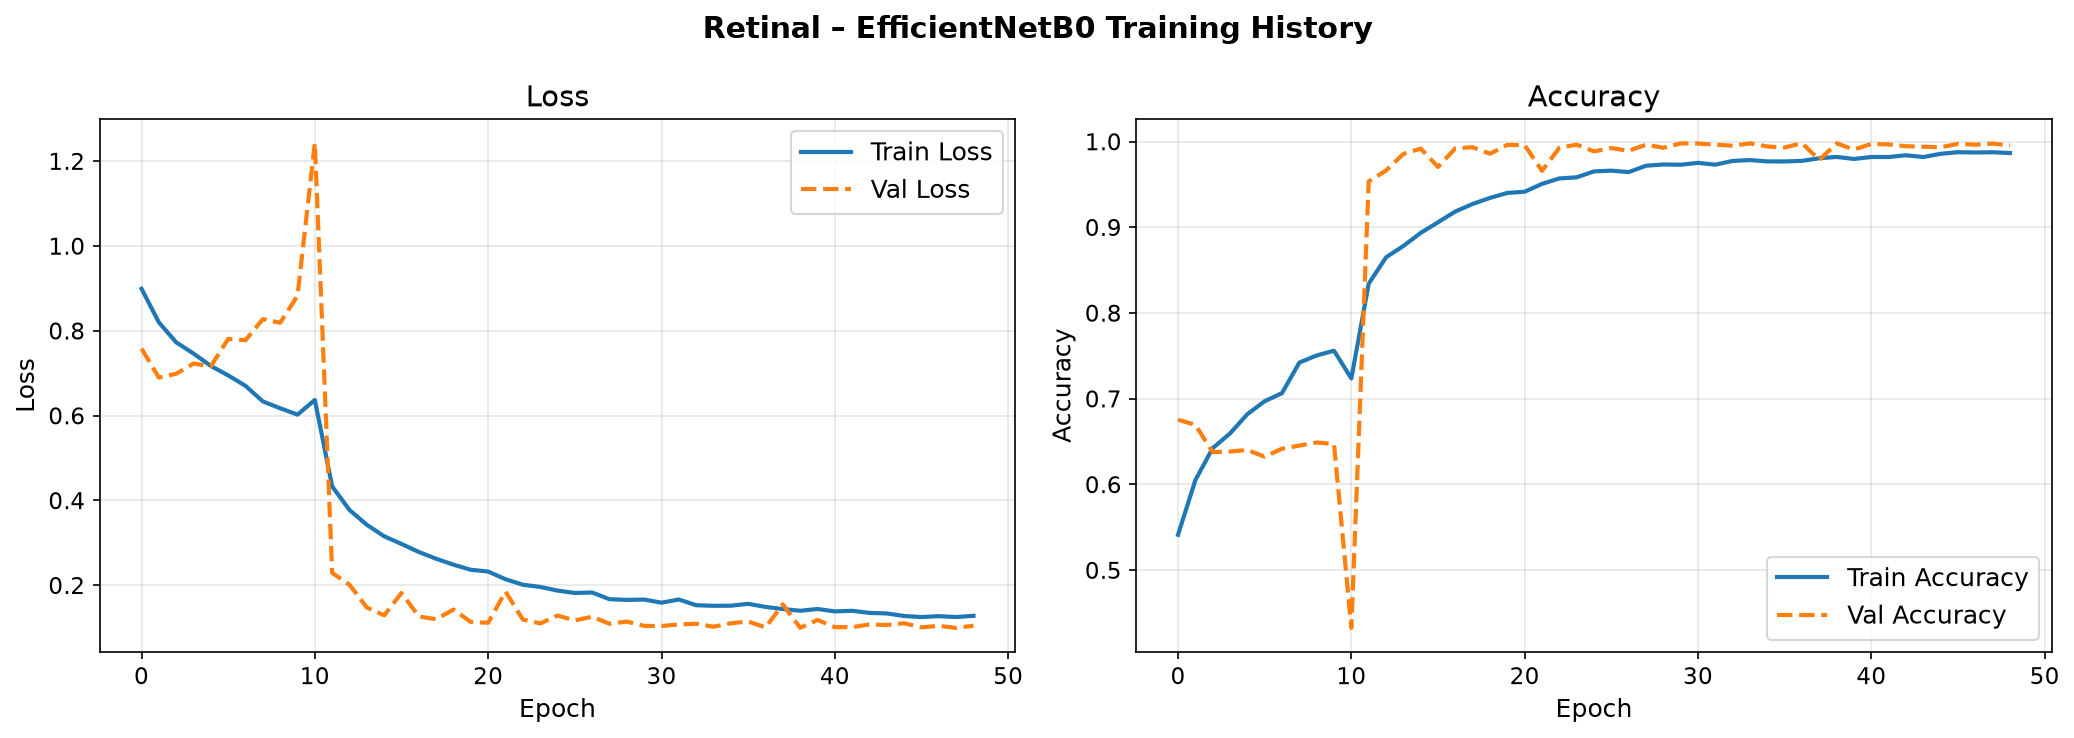 Retinal – EfficientNetB0 Training History
Loss
Train Loss
Val Loss
1.2
1.0
0.8
0.6
0.4
0.2
Loss
0 10 20 30 40 50
Epoch
Accuracy
1.0
0.9
0.8
0.7
0.6
0.5
Accuracy
Train Accuracy
Val Accuracy
0 10 20 30 40 50
Epoch